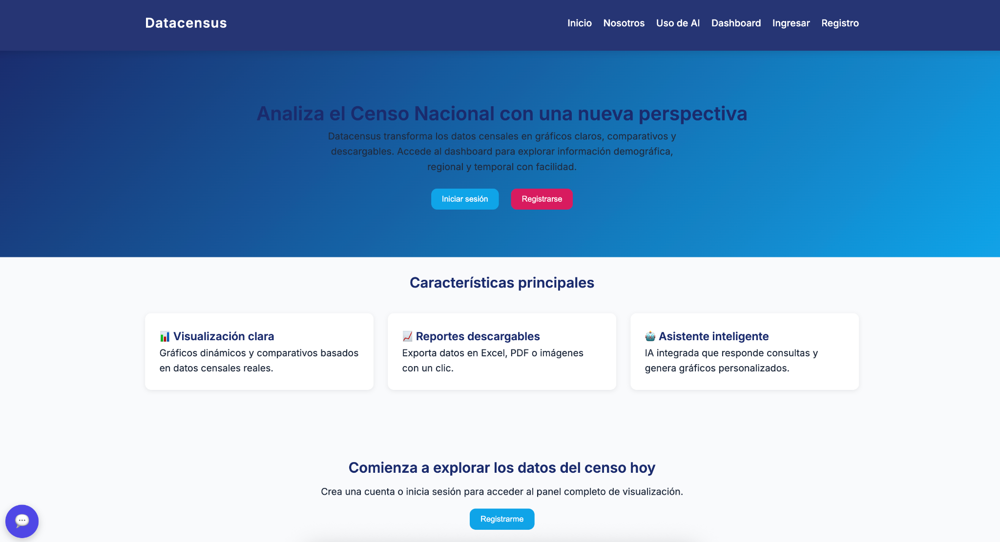 Datacensus
Inicio Nosotros Uso de AI Dashboard Ingresar Registro
Analiza el Censo Nacional con una nueva perspectiva
Datacensus transforma los datos censales en gráficos claros, comparativos y
descargables. Accede al dashboard para explorar información demográfica,
regional y temporal con facilidad.
Iniciar sesión Registrarse
Características principales
📊 Visualización clara
Gráficos dinámicos y comparativos basados
en datos censales reales.
📈 Reportes descargables
Exporta datos en Excel, PDF o imágenes
con un clic.
🤖 Asistente inteligente
IA integrada que responde consultas y
genera gráficos personalizados.
Comienza a explorar los datos del censo hoy
Crea una cuenta o inicia sesión para acceder al panel completo de visualización.
Registrarme